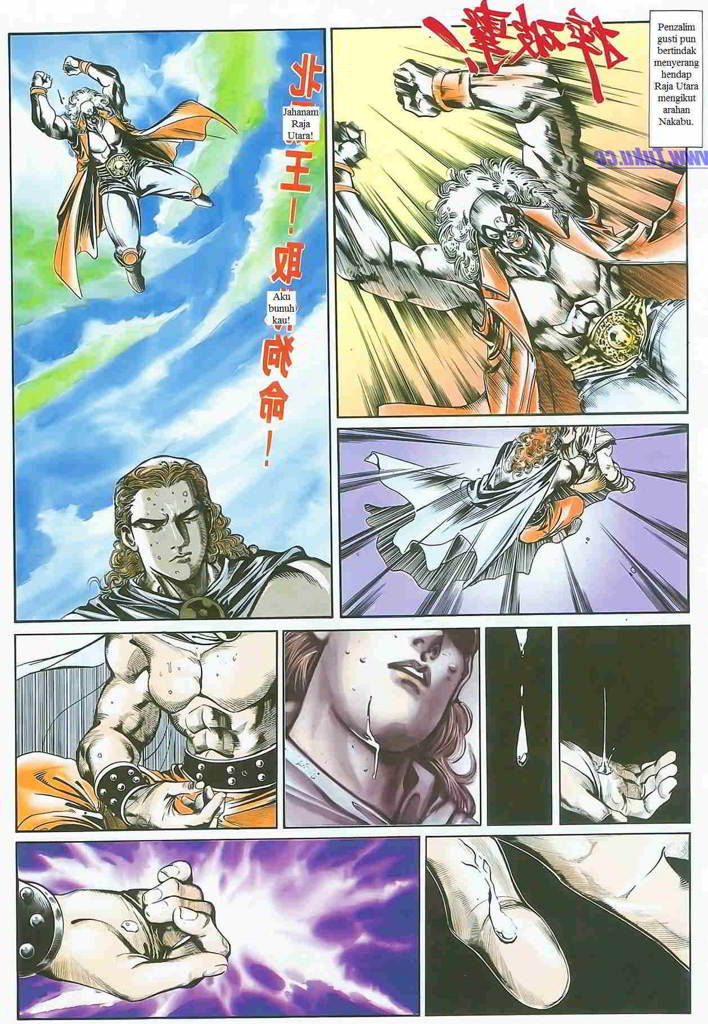 Penzalim
gusti pun
bertindak
menyerang
hendap
Raja Utara
mengikut
arahan
Nakabu.
www.Tuku.cc
Jahanam
Raja
Utara!
北
王！取
狗命！
Aku
bunuh
kau!